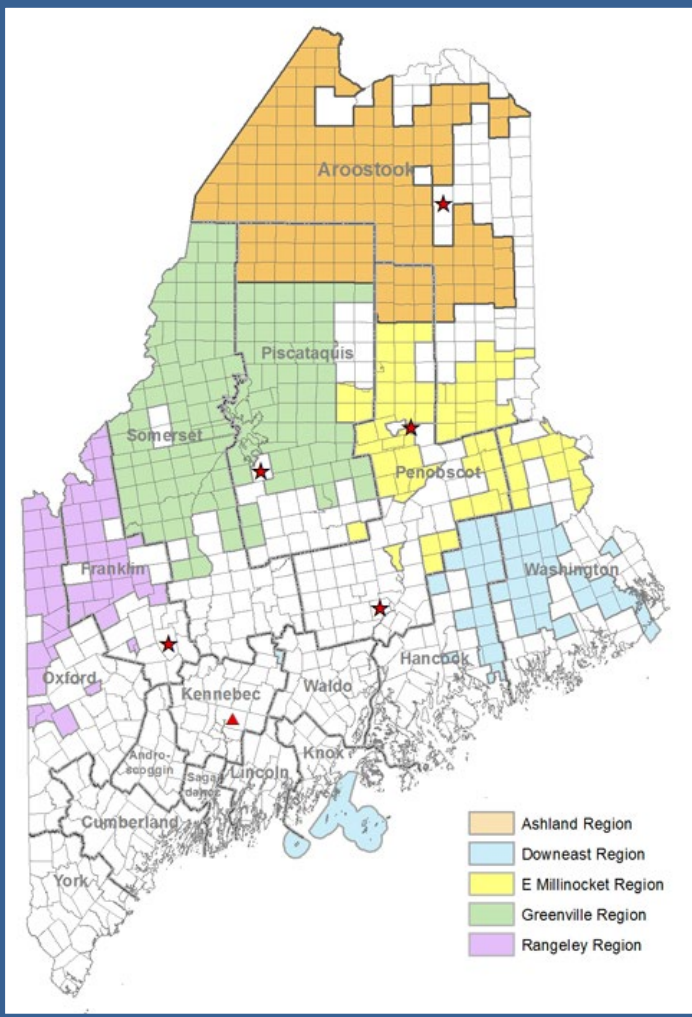 Aroostook
Piscataquis
Somerset
Penobscot
Franklin
Washington
Hancock
Oxford
Kennebec
Waldo
Andro-
scoggin
Saga
dahoc
Lincoln
Knox
Cumberland
York
Ashland Region
Downeast Region
E Millinocket Region
Greenville Region
Rangeley Region